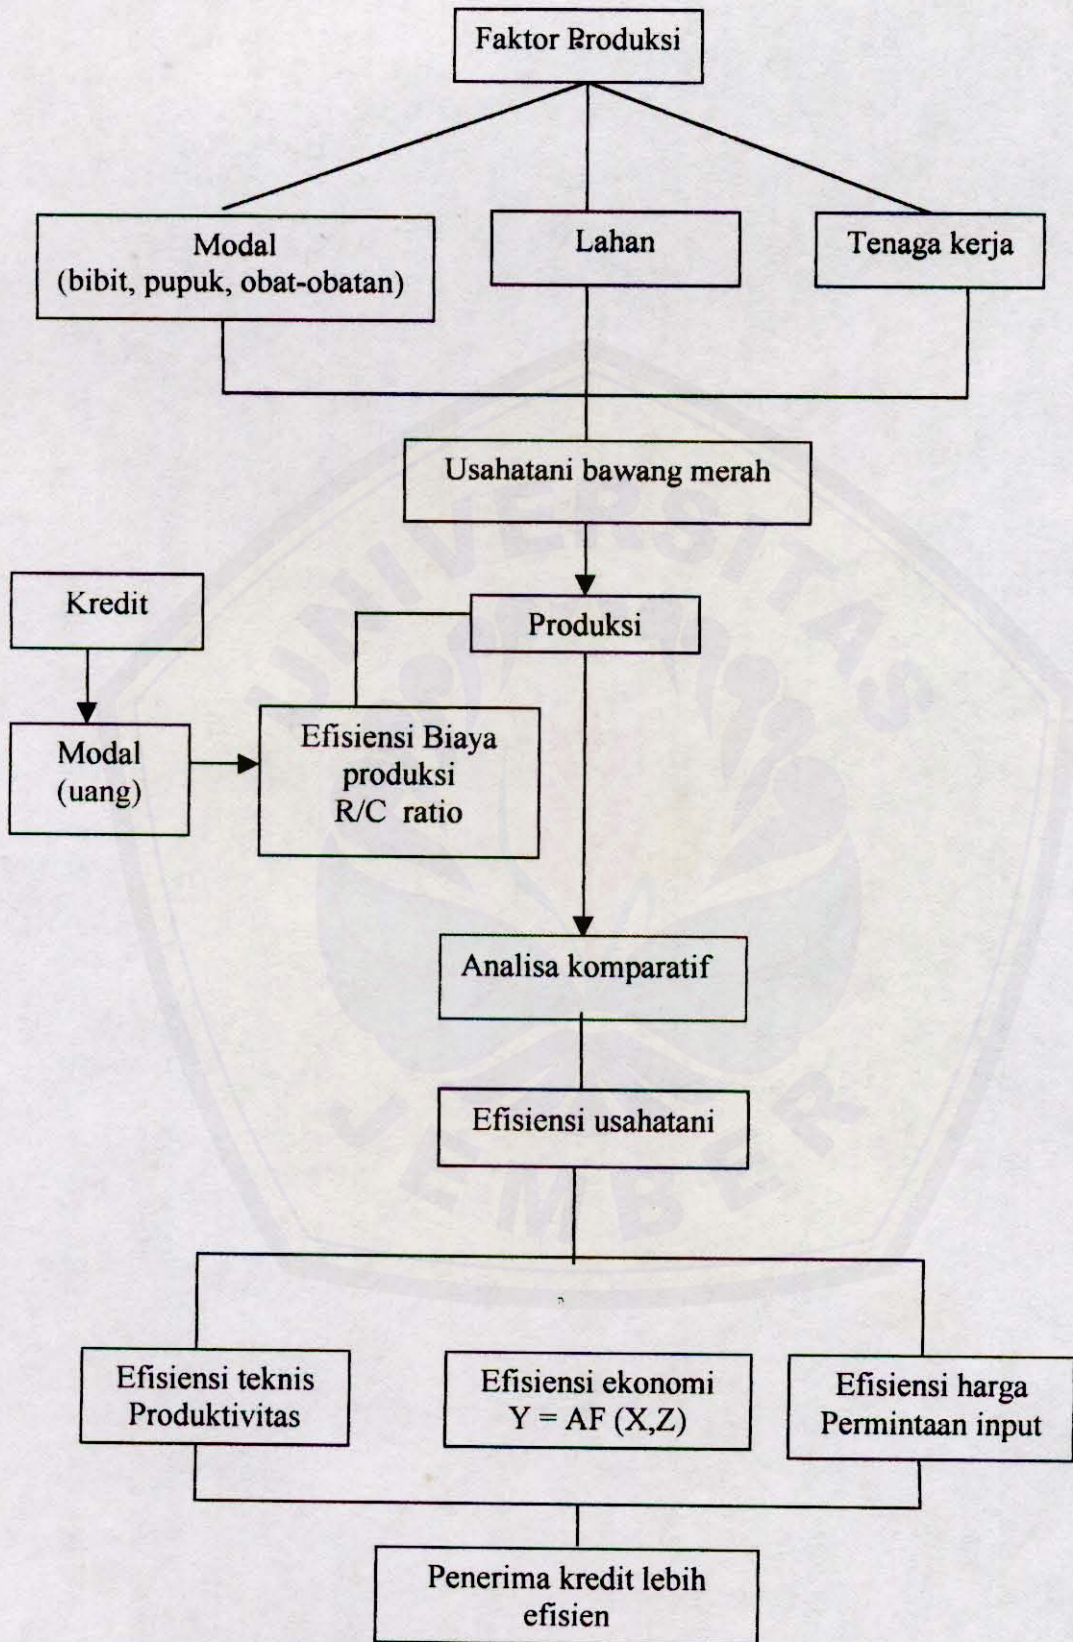 Faktor Produksi
Modal
(bibit, pupuk, obat-obatan)
Lahan
Tenaga kerja
Usahatani bawang merah
Kredit
Produksi
Modal
(uang)
Efisiensi Biaya
produksi
R/C ratio
Analisa komparatif
Efisiensi usahatani
Efisiensi teknis
Produktivitas
Efisiensi ekonomi
Y = AF (X,Z)
Efisiensi harga
Permintaan input
Penerima kredit lebih
efisien
UNIVERSITAS
JEMBER